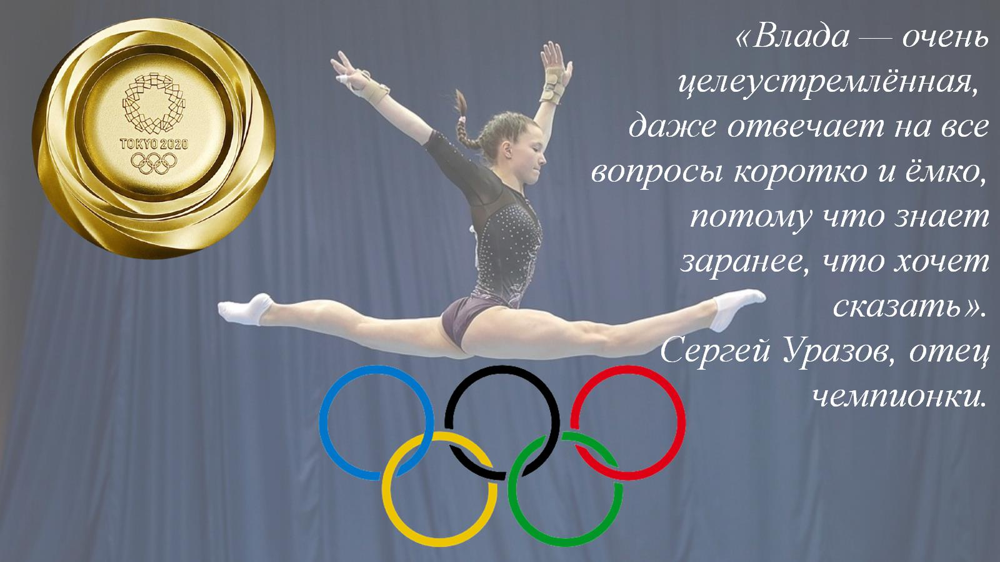 TOKYO 2020
«Влада — очень
целеустремлённая,
даже отвечает на все
вопросы коротко и ёмко,
потому что знает
заранее, что хочет
сказать».
Сергей Уразов, отец
чемпионки.